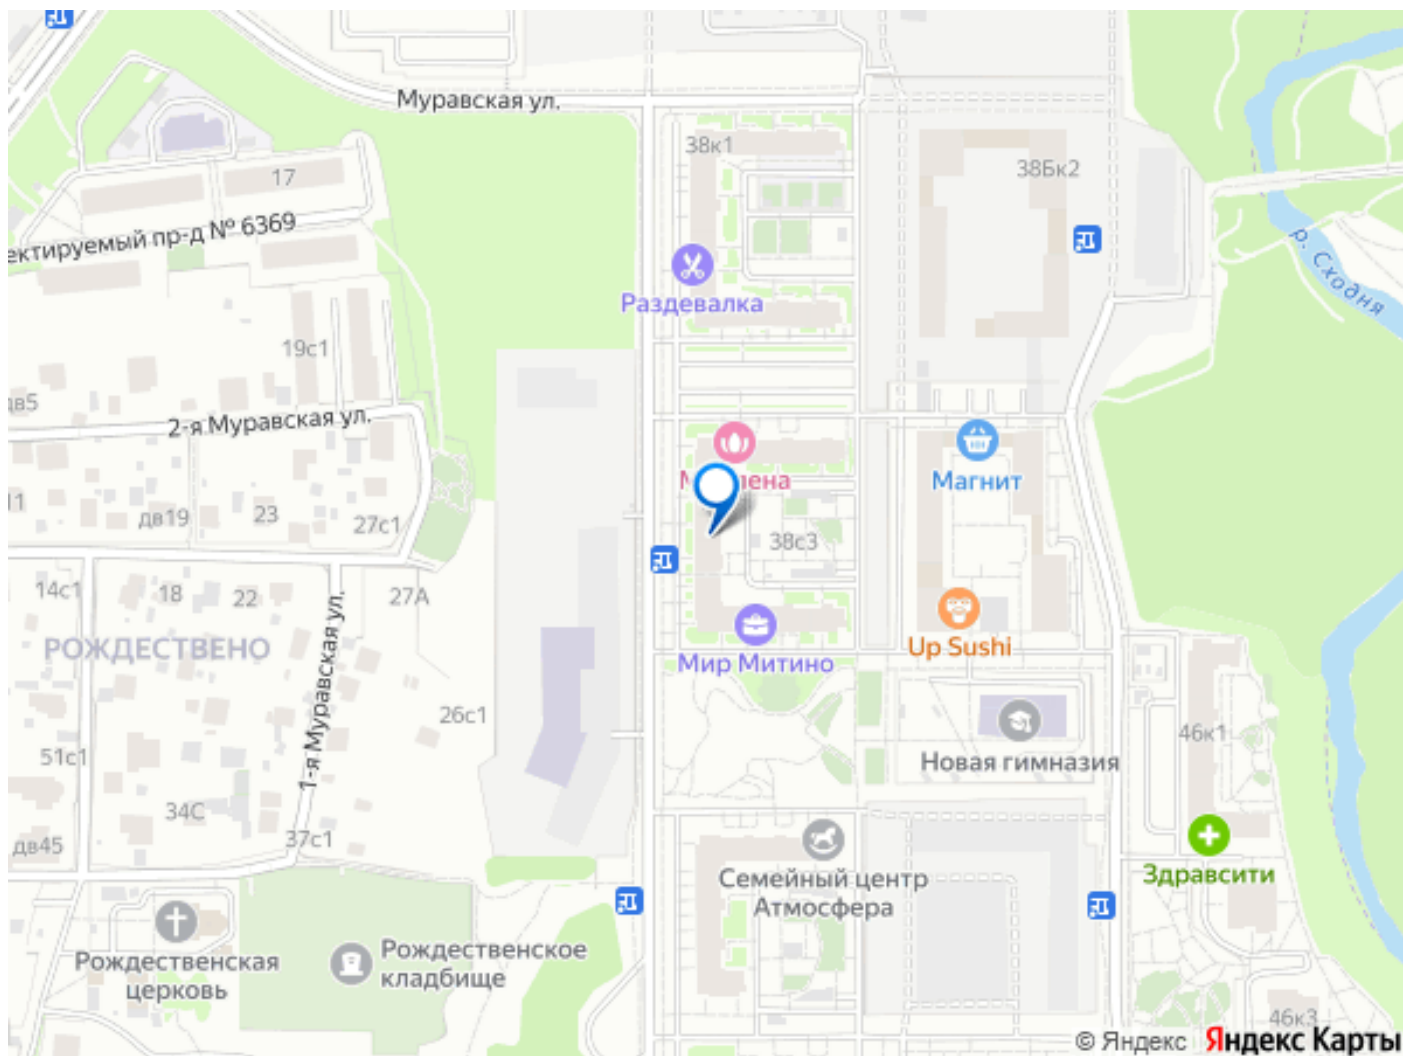 Муравская ул.
38к1
38Бк2
17
ектируемый пр-д № 6369
р. Сходня
Раздевалка
19с1
дв5
2-я Муравская ул.
Магнит
11
дв19
23
27с1
38с3
14с1
18
22
27А
РОЖДЕСТВЕНО
1-я Муравская ул.
Мир Митино
Up Sushi
26с1
51с1
46к1
Новая гимназия
34С
37с1
дв45
Семейный центр
Атмосфера
Здравсити
Рождественская
церковь
Рождественское
кладбище
46к3
© Яндекс Яндекс Карты